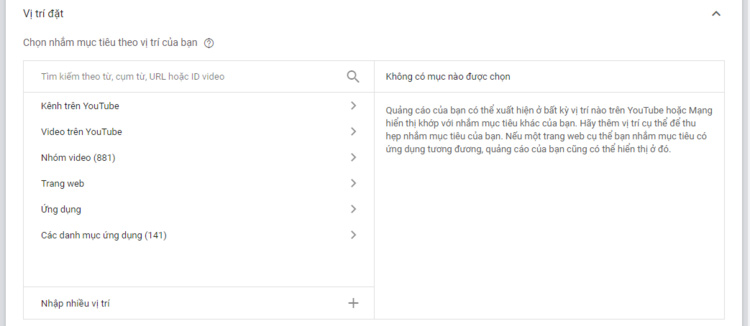 Vị trí đặt
Chọn nhắm mục tiêu theo vị trí của bạn
Tìm kiếm theo từ, cụm từ, URL hoặc ID video
Không có mục nào được chọn
Kênh trên YouTube
Video trên YouTube
Nhóm video (881)
Trang web
Ứng dụng
Các danh mục ứng dụng (141)
Nhập nhiều vị trí
Quảng cáo của bạn có thể xuất hiện ở bất kỳ vị trí nào trên YouTube hoặc Mạng
hiển thị khớp với nhắm mục tiêu khác của bạn. Hãy thêm vị trí cụ thể để thu
hẹp nhắm mục tiêu của bạn. Nếu một trang web cụ thể bạn nhắm mục tiêu có
ứng dụng tương đương, quảng cáo của bạn cũng có thể hiển thị ở đó.